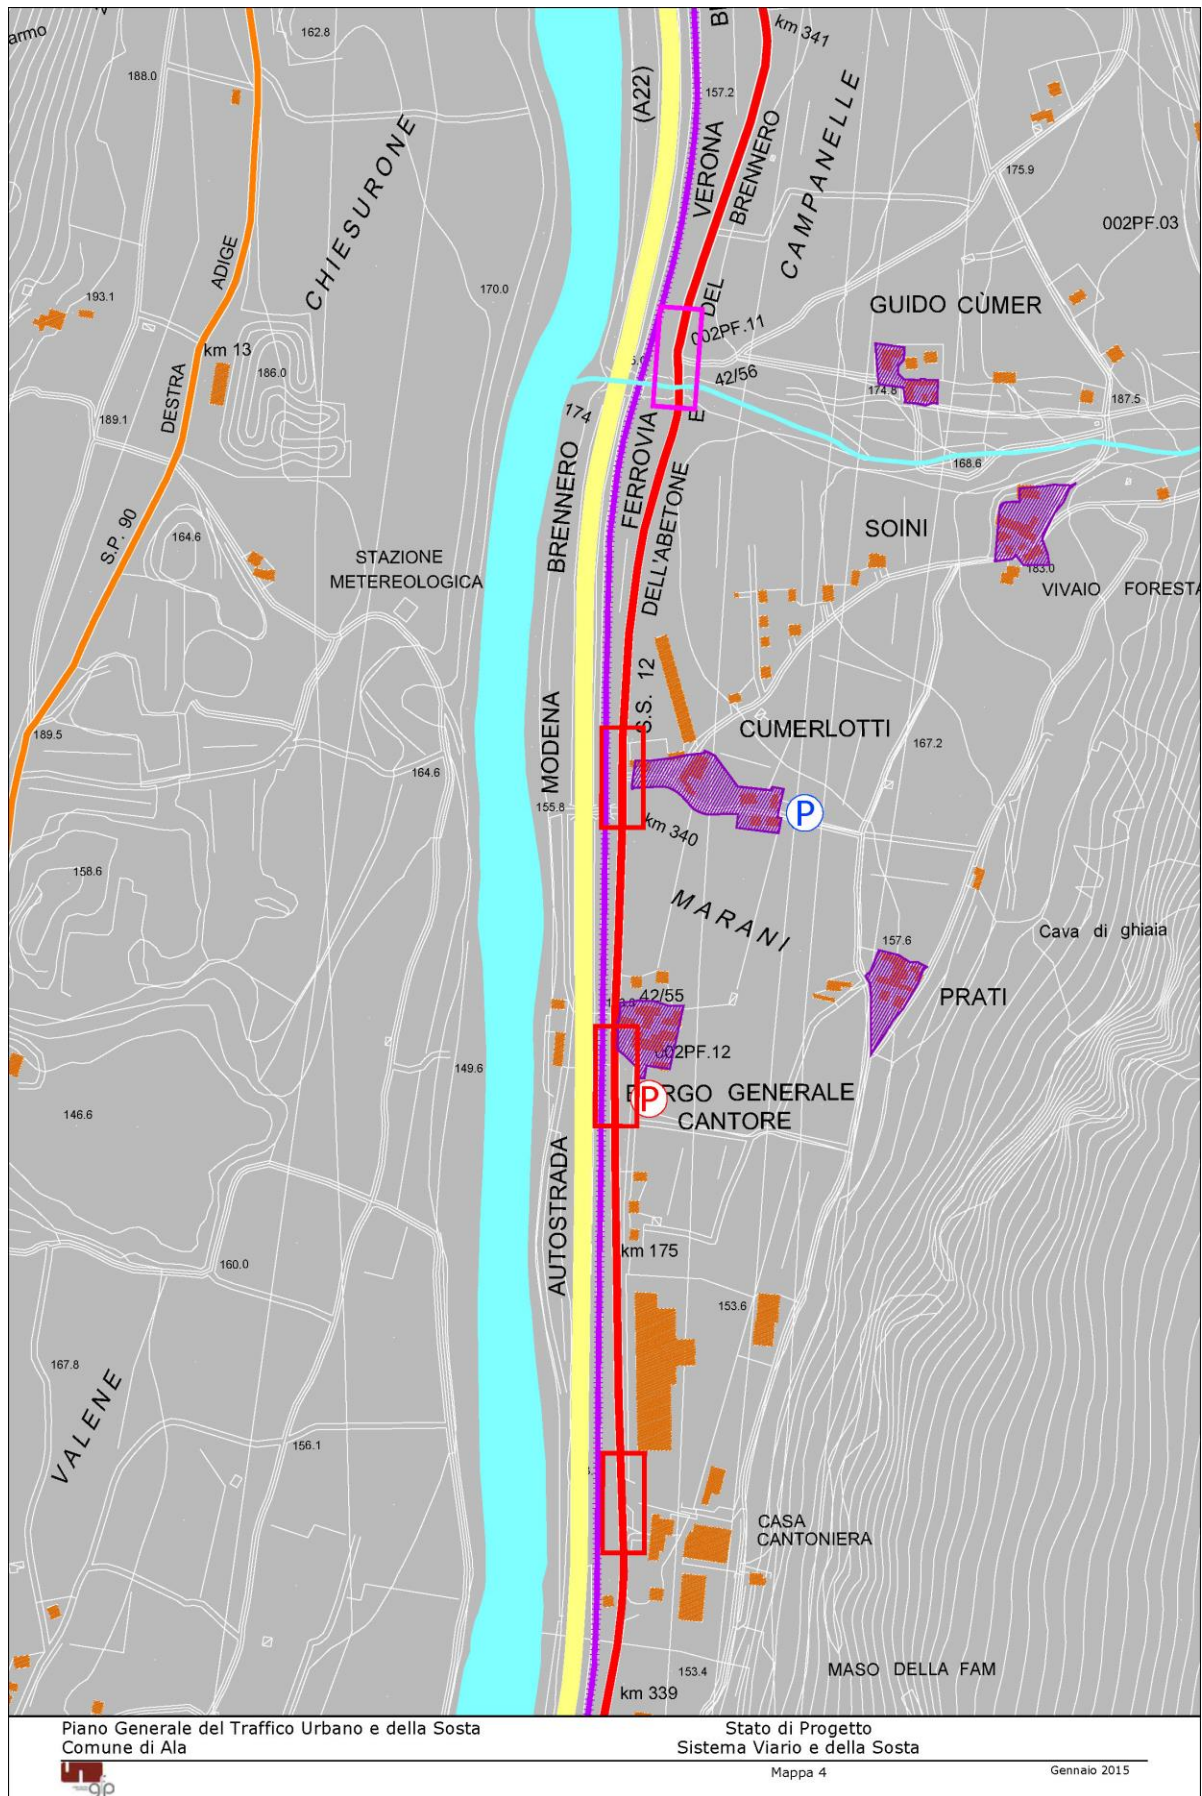 armo
162.8
188.0
(A22)
157.2
km 341
VERONA
BRENNERO
CHIESURONE
CAMPANELLE
175.9
002PF.03
ADIGE
193.1
170.0
DEL
GUIDO CÙMER
km 13
186.0
DESTRA
002PF.11
42/56
174.8
187.5
189.1
174
E
FERROVIA
168.6
S.P. 90
BRENNERO
164.6
STAZIONE
METEREOLOGICA
DELL'ABETONE
SOINI
183.0
VIVAIO FORESTA
S.S. 12
MODENA
CUMERLOTTI
189.5
167.2
164.6
155.8
km 340
P
158.6
MARANI
Cava di ghiaia
157.6
42/55
PRATI
002PF.12
149.6
P
RGO GENERALE
CANTORE
146.6
AUTOSTRADA
km 175
160.0
153.6
167.8
VALENE
156.1
CASA
CANTONIERA
153.4
MASO DELLA FAM
km 339
Piano Generale del Traffico Urbano e della Sosta
Comune di Ala
Stato di Progetto
Sistema Viario e della Sosta
Mappa 4
Gennaio 2015